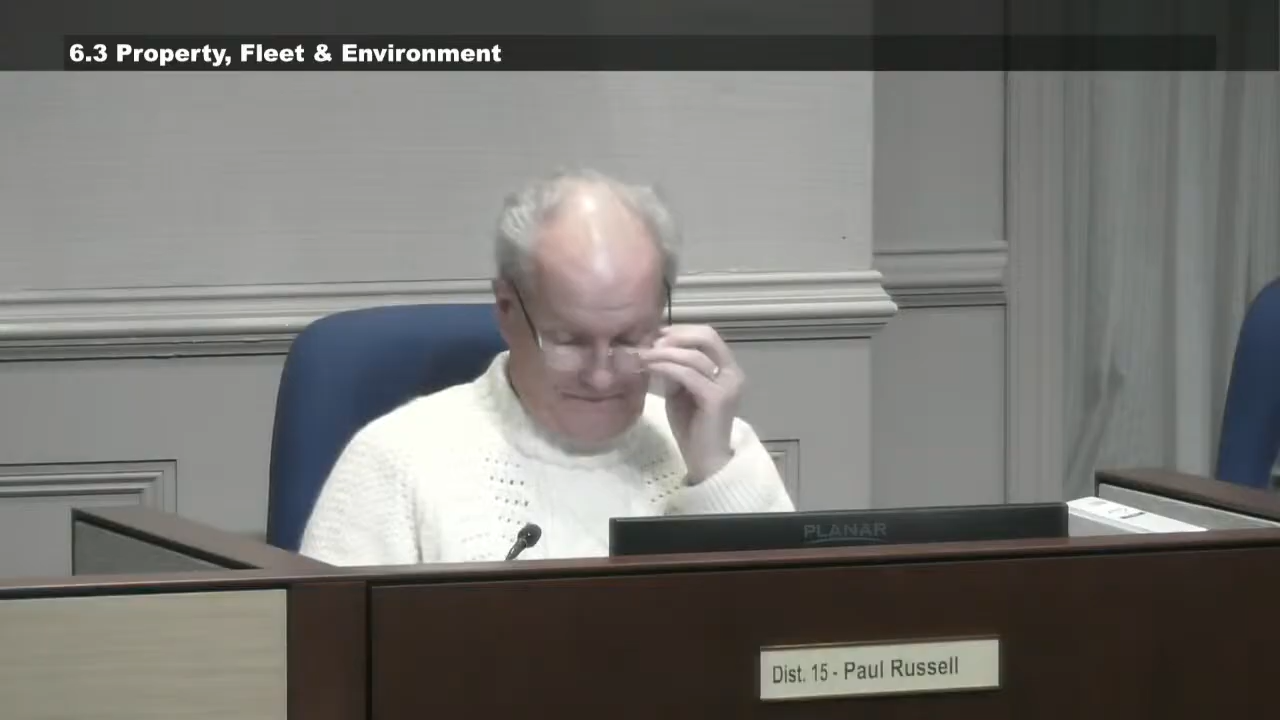 6.3 Property, Fleet & Environment
PLANAR
Dist. 15 - Paul Russell